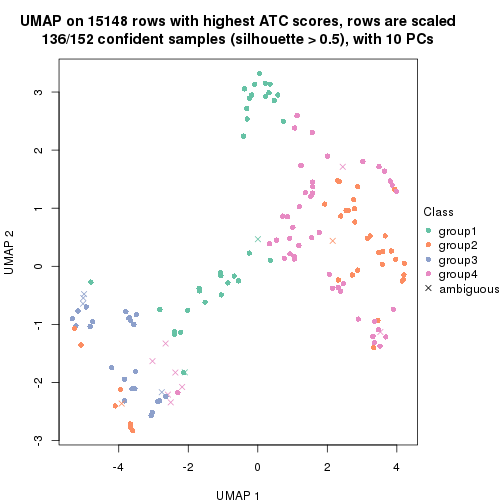 UMAP on 15148 rows with highest ATC scores, rows are scaled
136/152 confident samples (silhouette > 0.5), with 10 PCs
3
2
1
0
-1
-2
-3
UMAP 2
-4
-2
0
2
4
UMAP 1
Class
group1
group2
group3
group4
ambiguous